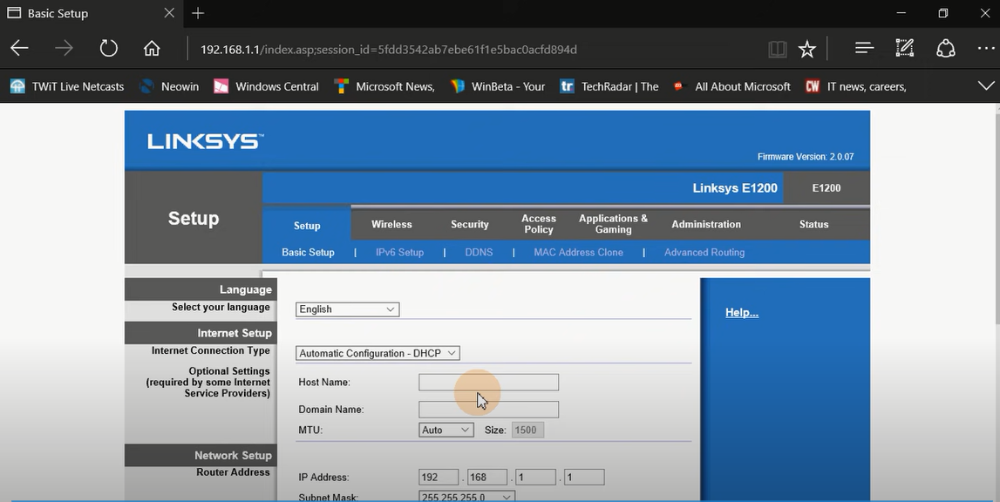 Basic Setup
192.168.1.1/index.asp;session_id=5fdd3542ab7ebe61f1e5bac0acfd894d
TWiT Live Netcasts Neowin Windows Central Microsoft News, WinBeta - Your tr TechRadar | The All About Microsoft CW IT news, careers,
LINKSYS™
Firmware Version: 2.0.07
Linksys E1200 E1200
Setup
Setup Wireless Security Access Policy Applications & Gaming Administration Status
Basic Setup | IPv6 Setup | DDNS | MAC Address Clone | Advanced Routing
Language
Select your language English
Help...
Internet Setup
Internet Connection Type Automatic Configuration - DHCP
Optional Settings
(required by some Internet
Service Providers)
Host Name:
Domain Name:
MTU: Auto Size: 1500
Network Setup
Router Address
IP Address: 192 . 168 . 1 . 1
Subnet Mask: 255.255.255.0